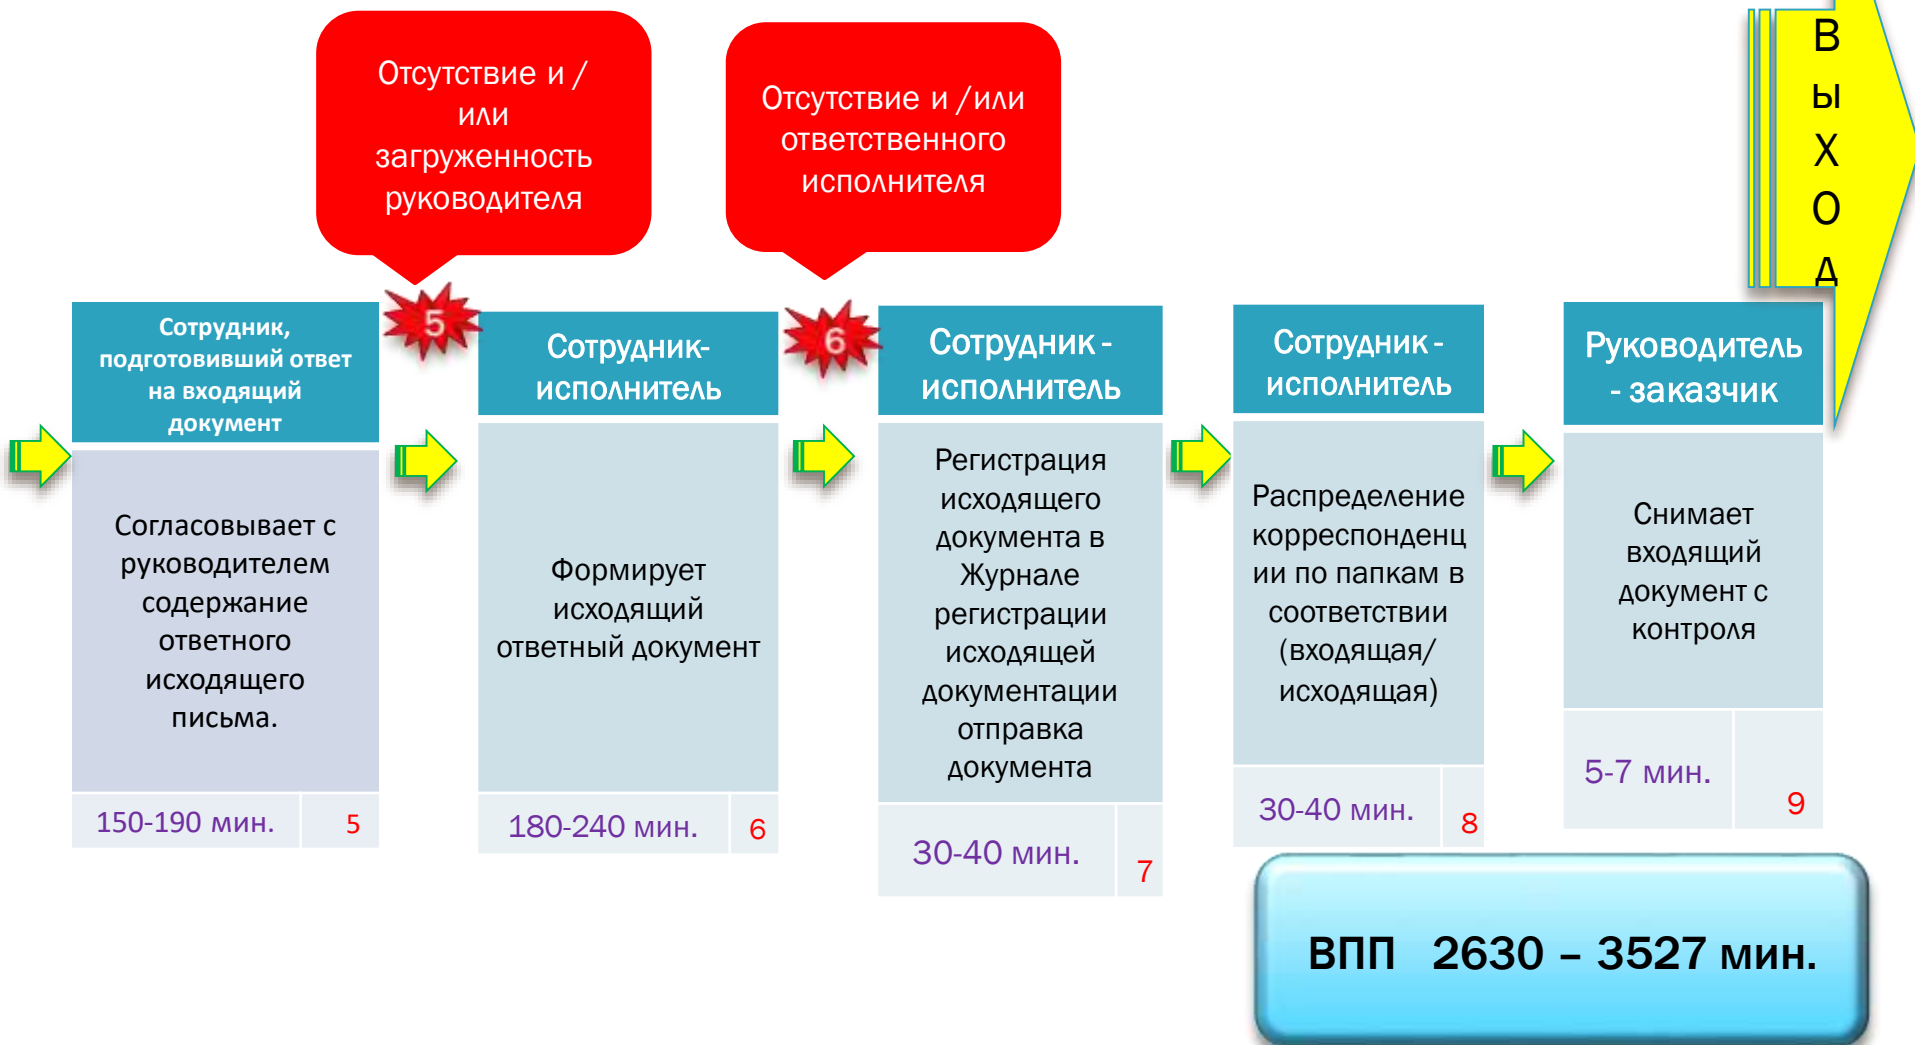 Отсутствие и /
или
загруженность
руководителя
Отсутствие и /или
ответственного
исполнителя
В
Ы
Х
О
Д
Сотрудник,
подготовивший ответ
на входящий
документ
Согласовывает с
руководителем
содержание
ответного
исходящего
письма.
150-190 мин.
5
5
Сотрудник-
исполнитель
Формирует
исходящий
ответный документ
180-240 мин.
6
6
Сотрудник -
исполнитель
Регистрация
исходящего
документа в
Журнале
регистрации
исходящей
документации
отправка
документа
30-40 мин.
7
Сотрудник -
исполнитель
Распределение
корреспонденц
ии по папкам в
соответствии
(входящая/
исходящая)
30-40 мин.
8
Руководитель
- заказчик
Снимает
входящий
документ с
контроля
5-7 мин.
9
ВПП 2630 – 3527 мин.